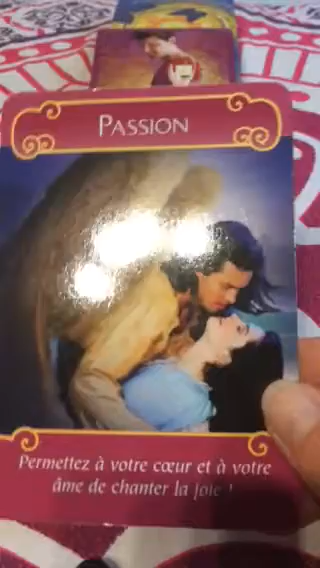 PASSION
Permettez à votre cœur et à votre
âme de chanter la joie !